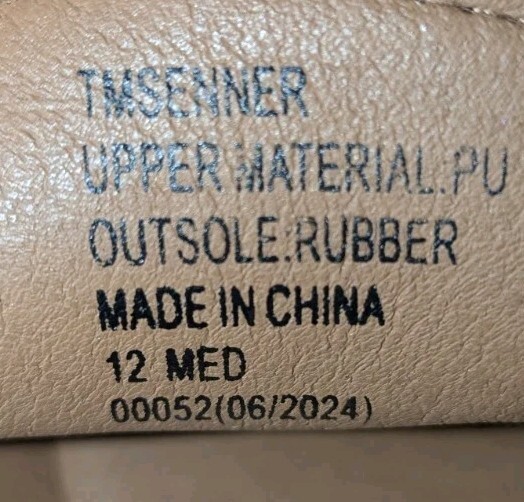 TMSENNER
UPPER MATERIAL:PU
OUTSOLE:RUBBER
MADE IN CHINA
12 MED
00052(06/2024)